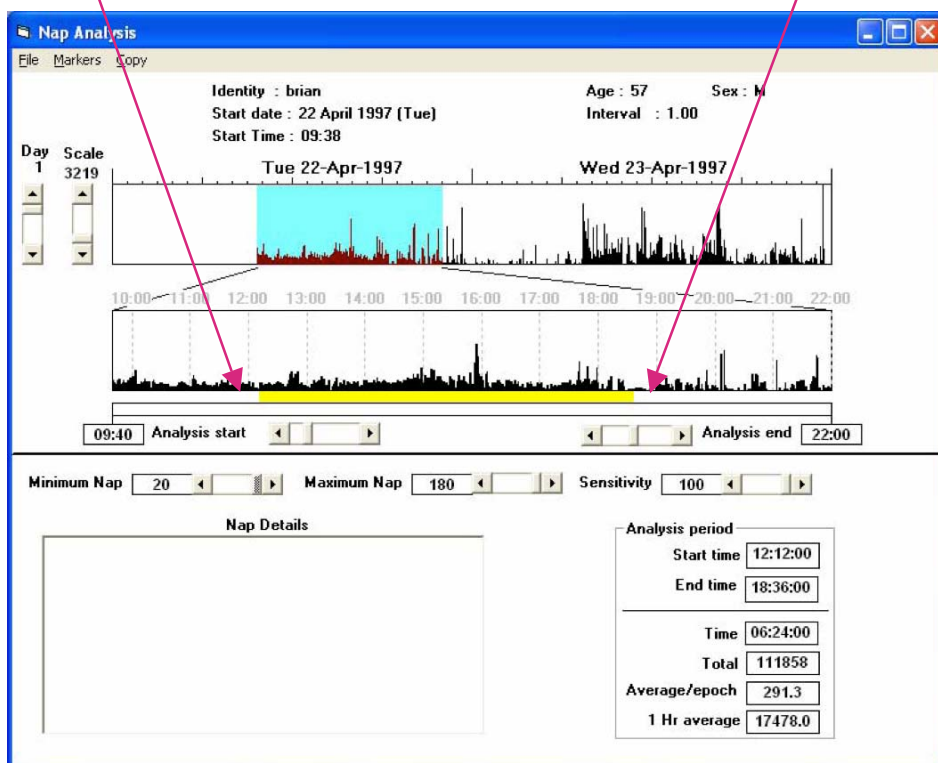 Nap Analysis
File Markers Copy
Identity : brian
Age : 57 Sex : M
Start date : 22 April 1997 (Tue)
Interval : 1.00
Start Time : 09:38
Day Scale
1 3219
Tue 22-Apr-1997 Wed 23-Apr-1997
10:00 11:00 12:00 13:00 14:00 15:00 16:00 17:00 18:00 19:00 20:00 21:00 22:00
09:40 Analysis start Analysis end 22:00
Minimum Nap 20 Maximum Nap 180 Sensitivity 100
Nap Details
Analysis period
Start time 12:12:00
End time 18:36:00
Time 06:24:00
Total 111858
Average/epoch 291.3
1 Hr average 17478.0